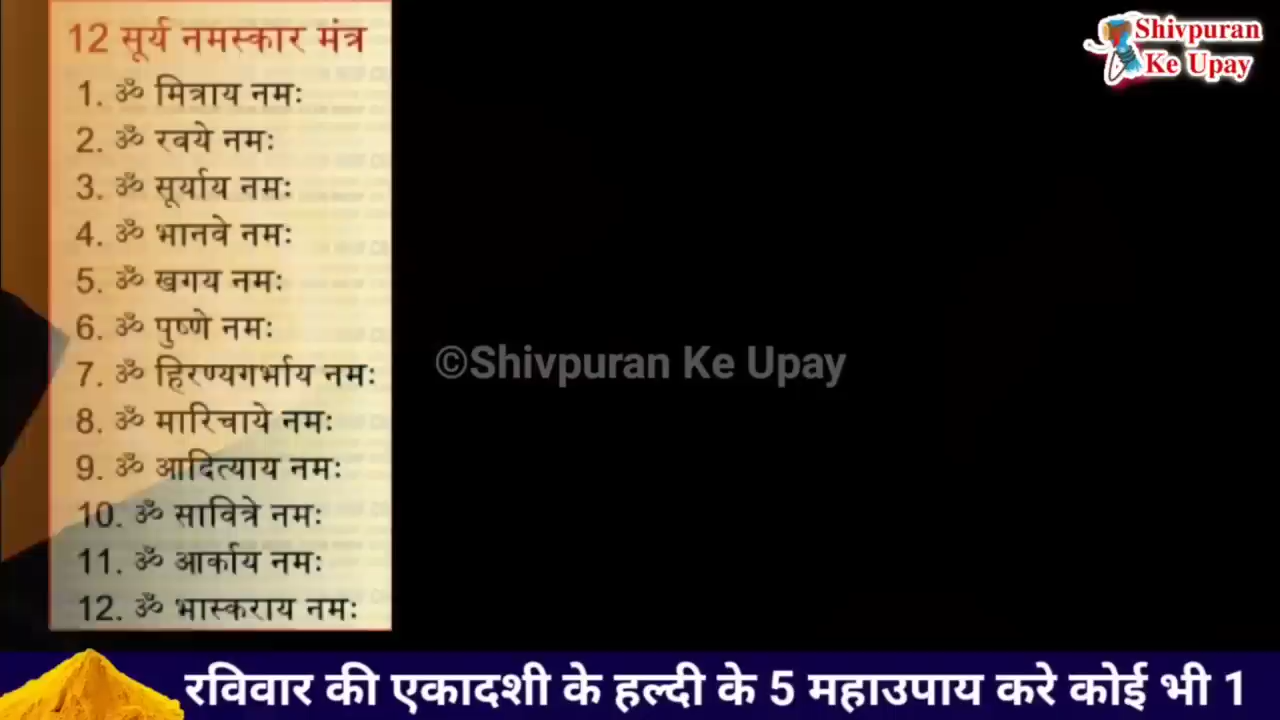 12 सूर्य नमस्कार मंत्र
1. ॐ मित्राय नमः
2. ॐ रवये नमः
3. ॐ सूर्याय नमः
4. ॐ भानवे नमः
5. ॐ खगय नमः
6. ॐ पुष्णे नमः
7. ॐ हिरण्यगर्भाय नमः
8. ॐ मारिचाये नमः
9. ॐ आदित्याय नमः
10. ॐ सावित्रे नमः
11. ॐ आर्काय नमः
12. ॐ भास्कराय नमः
Shivpuran
Ke Upay
©Shivpuran Ke Upay
रविवार की एकादशी के हल्दी के 5 महाउपाय करे कोई भी 1